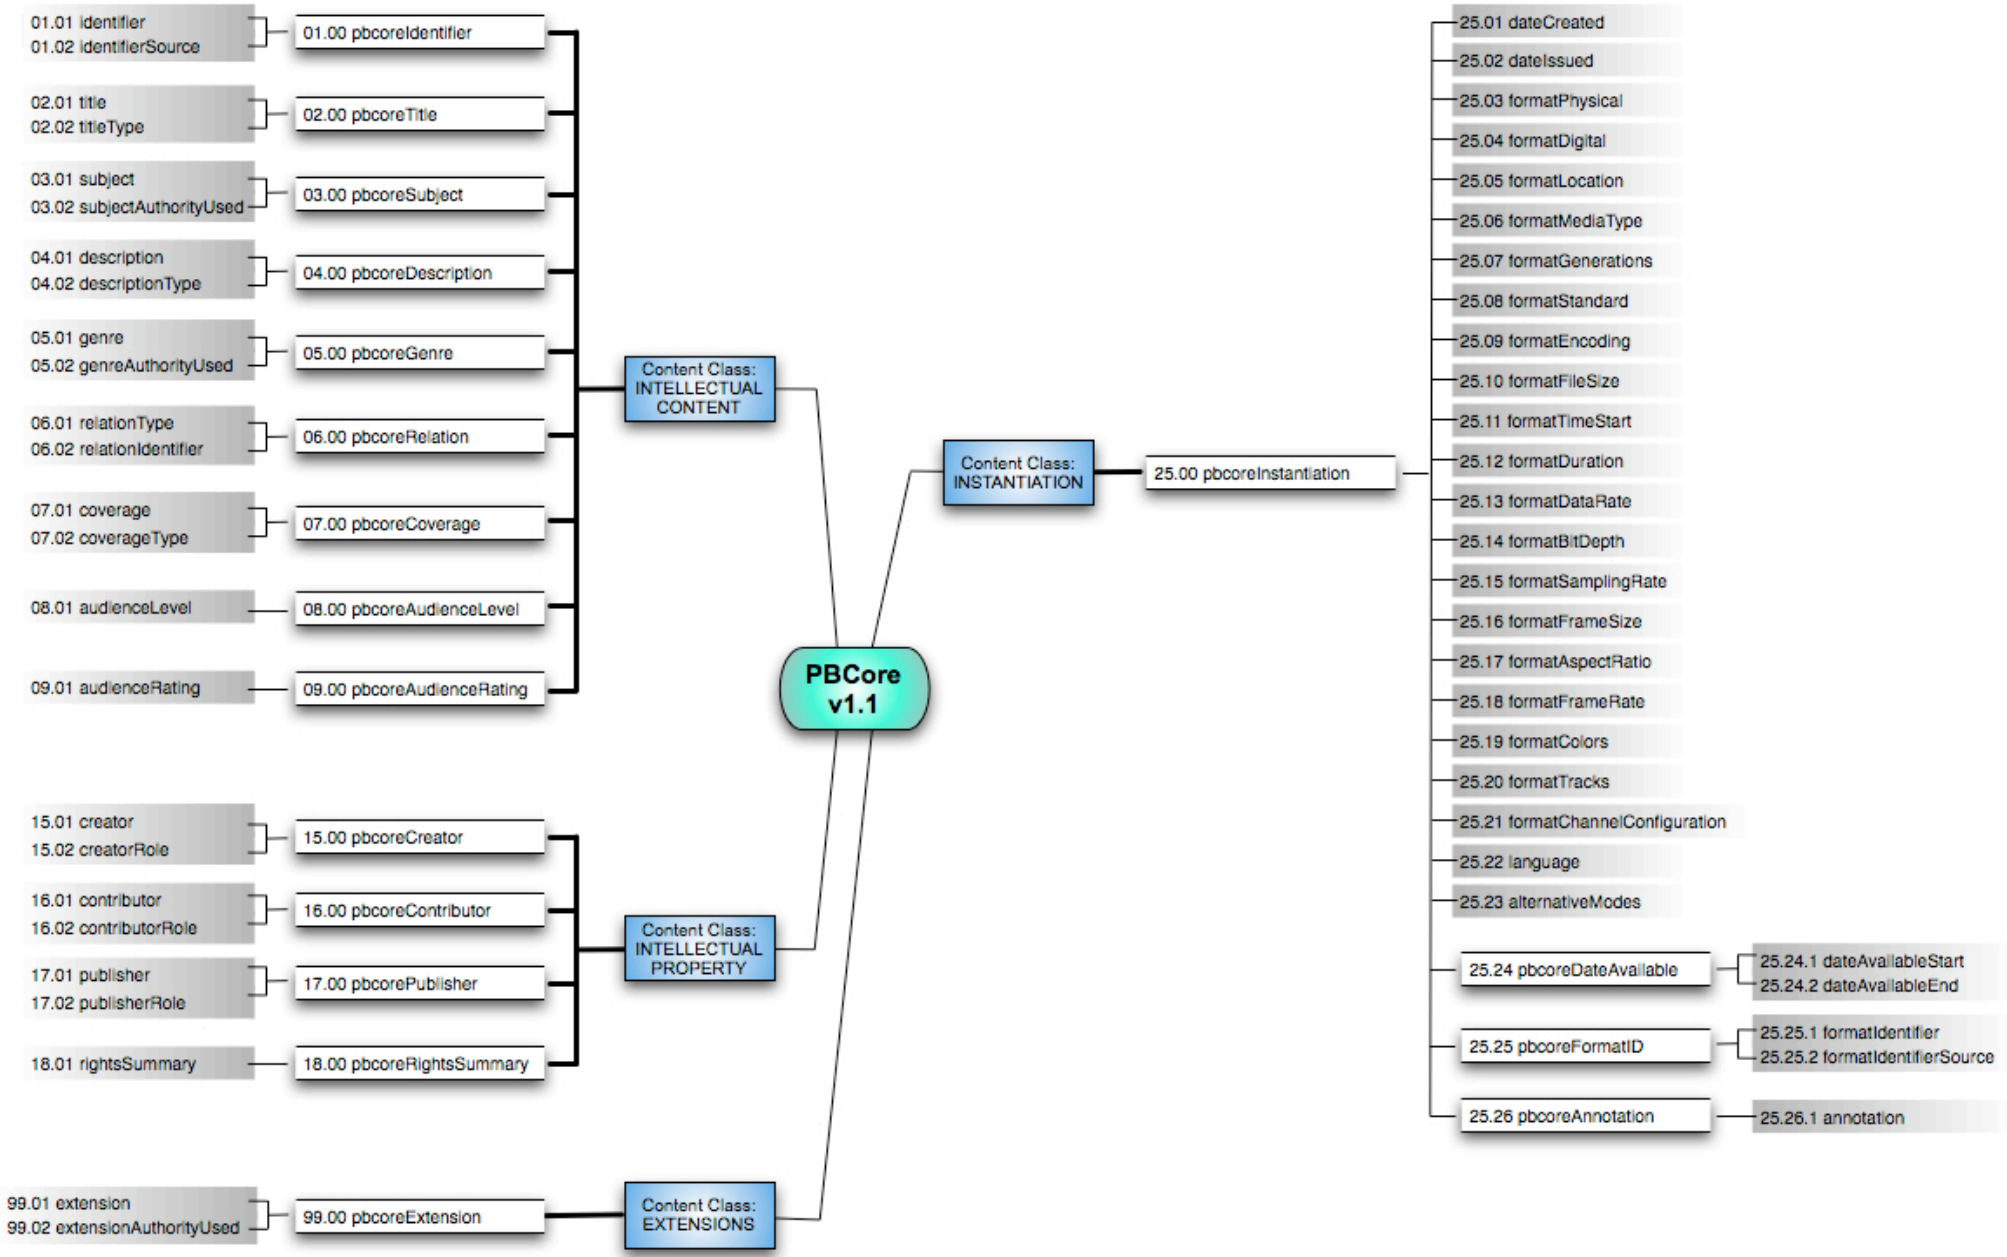 01.01 identifier
01.02 identifierSource
01.00 pbcoreIdentifier
02.01 title
02.02 titleType
02.00 pbcoreTitle
03.01 subject
03.02 subjectAuthorityUsed
03.00 pbcoreSubject
04.01 description
04.02 descriptionType
04.00 pbcoreDescription
05.01 genre
05.02 genreAuthorityUsed
05.00 pbcoreGenre
06.01 relationType
06.02 relationIdentifier
06.00 pbcoreRelation
07.01 coverage
07.02 coverageType
07.00 pbcoreCoverage
08.01 audienceLevel
08.00 pbcoreAudienceLevel
09.01 audienceRating
09.00 pbcoreAudienceRating
Content Class:
INTELLECTUAL
CONTENT
15.01 creator
15.02 creatorRole
15.00 pbcoreCreator
16.01 contributor
16.02 contributorRole
16.00 pbcoreContributor
17.01 publisher
17.02 publisherRole
17.00 pbcorePublisher
18.01 rightsSummary
18.00 pbcoreRightsSummary
Content Class:
INTELLECTUAL
PROPERTY
99.01 extension
99.02 extensionAuthorityUsed
99.00 pbcoreExtension
Content Class:
EXTENSIONS
PBCore
v1.1
Content Class:
INSTANTIATION
25.00 pbcoreInstantiation
25.01 dateCreated
25.02 dateIssued
25.03 formatPhysical
25.04 formatDigital
25.05 formatLocation
25.06 formatMediaType
25.07 formatGenerations
25.08 formatStandard
25.09 formatEncoding
25.10 formatFileSize
25.11 formatTimeStart
25.12 formatDuration
25.13 formatDataRate
25.14 formatBitDepth
25.15 formatSamplingRate
25.16 formatFrameSize
25.17 formatAspectRatio
25.18 formatFrameRate
25.19 formatColors
25.20 formatTracks
25.21 formatChannelConfiguration
25.22 language
25.23 alternativeModes
25.24 pbcoreDateAvailable
25.24.1 dateAvailableStart
25.24.2 dateAvailableEnd
25.25 pbcoreFormatID
25.25.1 formatIdentifier
25.25.2 formatIdentifierSource
25.26 pbcoreAnnotation
25.26.1 annotation